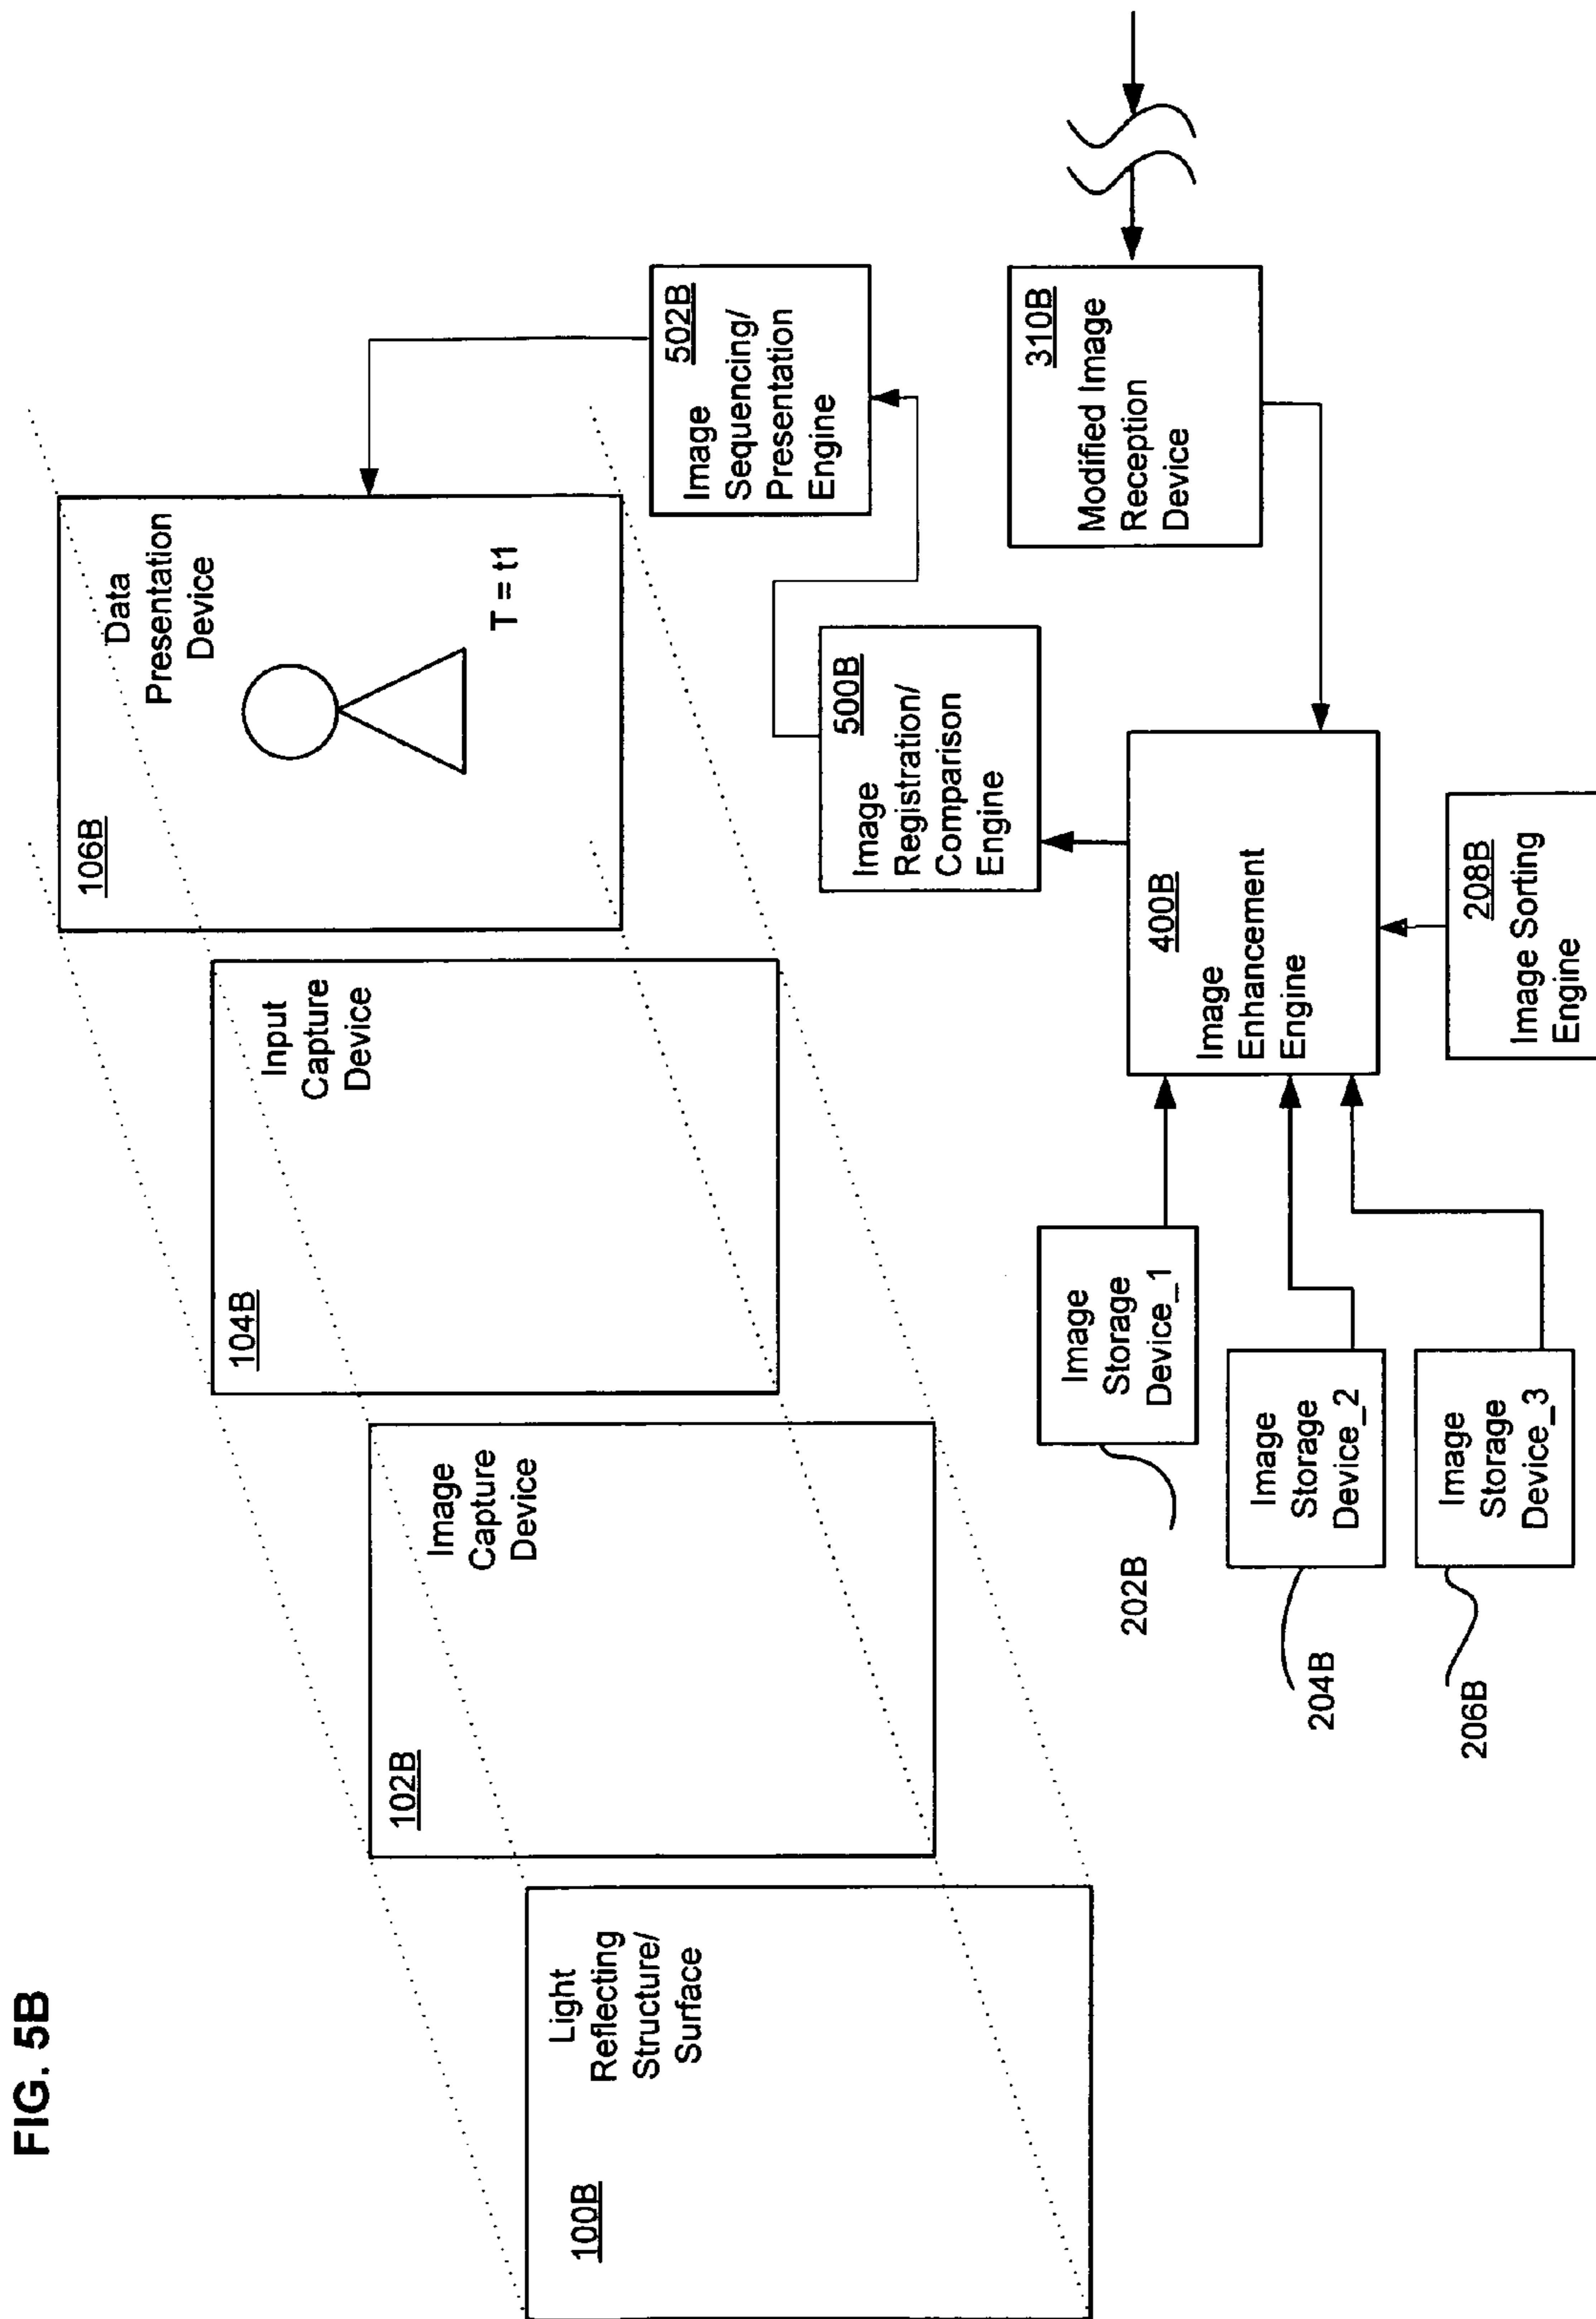 FIG. 5B
100B
Light
Reflecting
Structure/
Surface
102B
Image
Capture
Device
104B
Input
Capture
Device
106B
Data
Presentation
Device
T = t1
502B
Image
Sequencing/
Presentation
Engine
500B
Image
Registration/
Comparison
Engine
310B
Modified Image
Reception
Device
400B
Image
Enhancement
Engine
208B
Image Sorting
Engine
Image
Storage
Device_1
202B
Image
Storage
Device_2
204B
Image
Storage
Device_3
206B